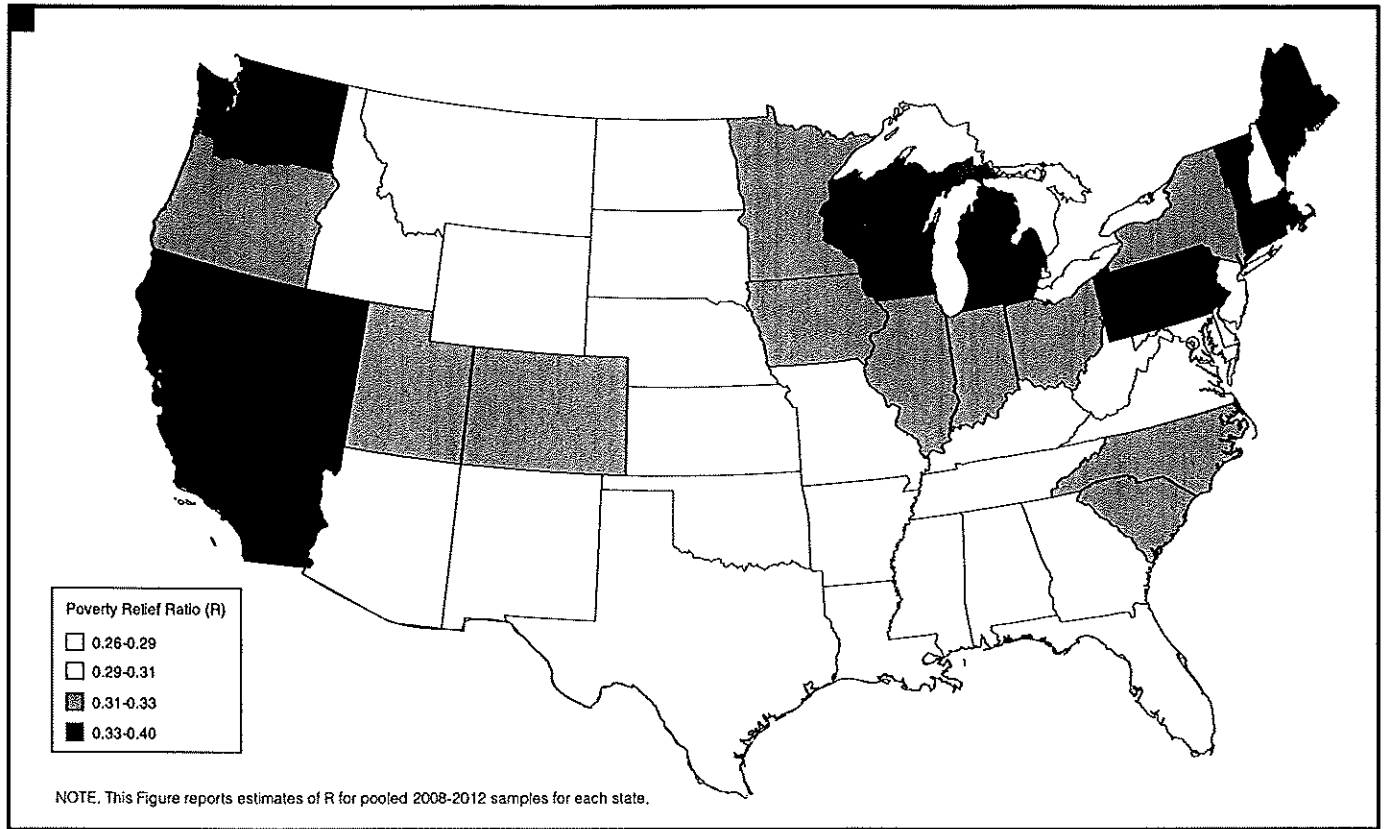 Poverty Relief Ratio (R)
0.26-0.29
0.29-0.31
0.31-0.33
0.33-0.40
NOTE. This Figure reports estimates of R for pooled 2008-2012 samples for each state.